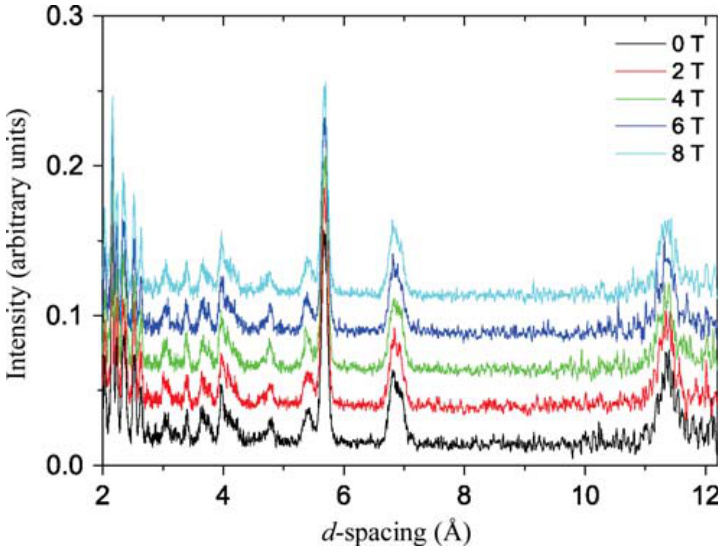 0.3
0 T
2 T
4 T
6 T
8 T
0.2
0.1
0.0
2 4 6 8 10 12
Intensity (arbitrary units)
d-spacing (Å)